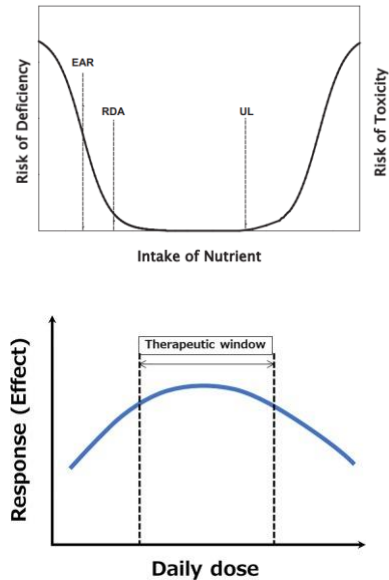 EAR
RDA
UL
Risk of Deficiency
Risk of Toxicity
Intake of Nutrient
Therapeutic window
Response (Effect)
Daily dose